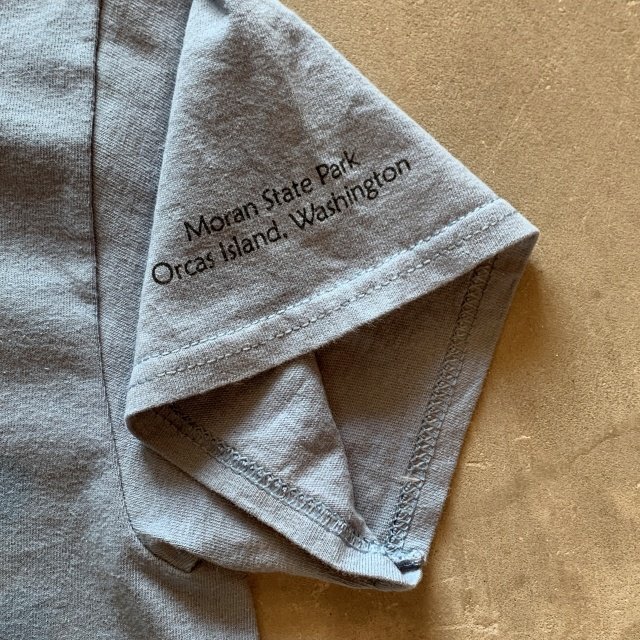 Moran State Park
Orcas Island, Washington